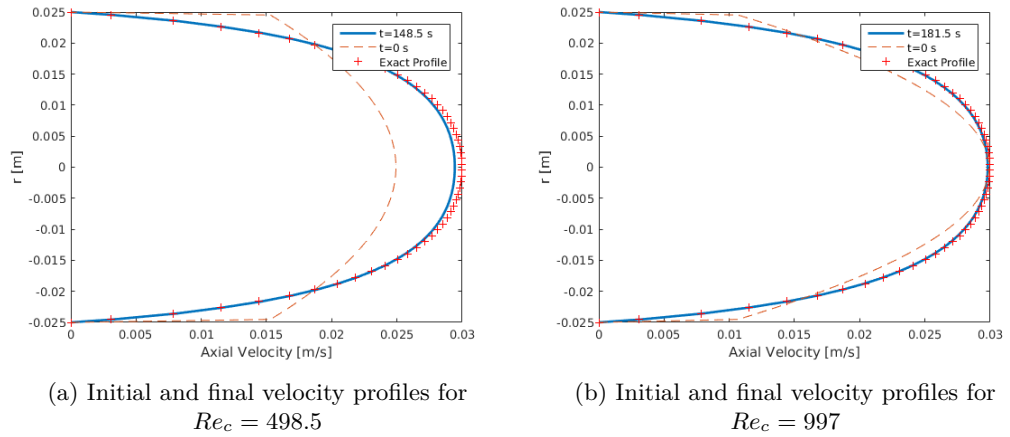 0.025
0.02
0.015
0.01
0.005
0
-0.005
-0.01
-0.015
-0.02
-0.025
r [m]
0 0.005 0.01 0.015 0.02 0.025 0.03
Axial Velocity [m/s]
t=148.5 s
t=0 s
Exact Profile
(a) Initial and final velocity profiles for
Re_c = 498.5
0.025
0.02
0.015
0.01
0.005
0
-0.005
-0.01
-0.015
-0.02
-0.025
r [m]
0 0.005 0.01 0.015 0.02 0.025 0.03
Axial Velocity [m/s]
t=181.5 s
t=0 s
Exact Profile
(b) Initial and final velocity profiles for
Re_c = 997